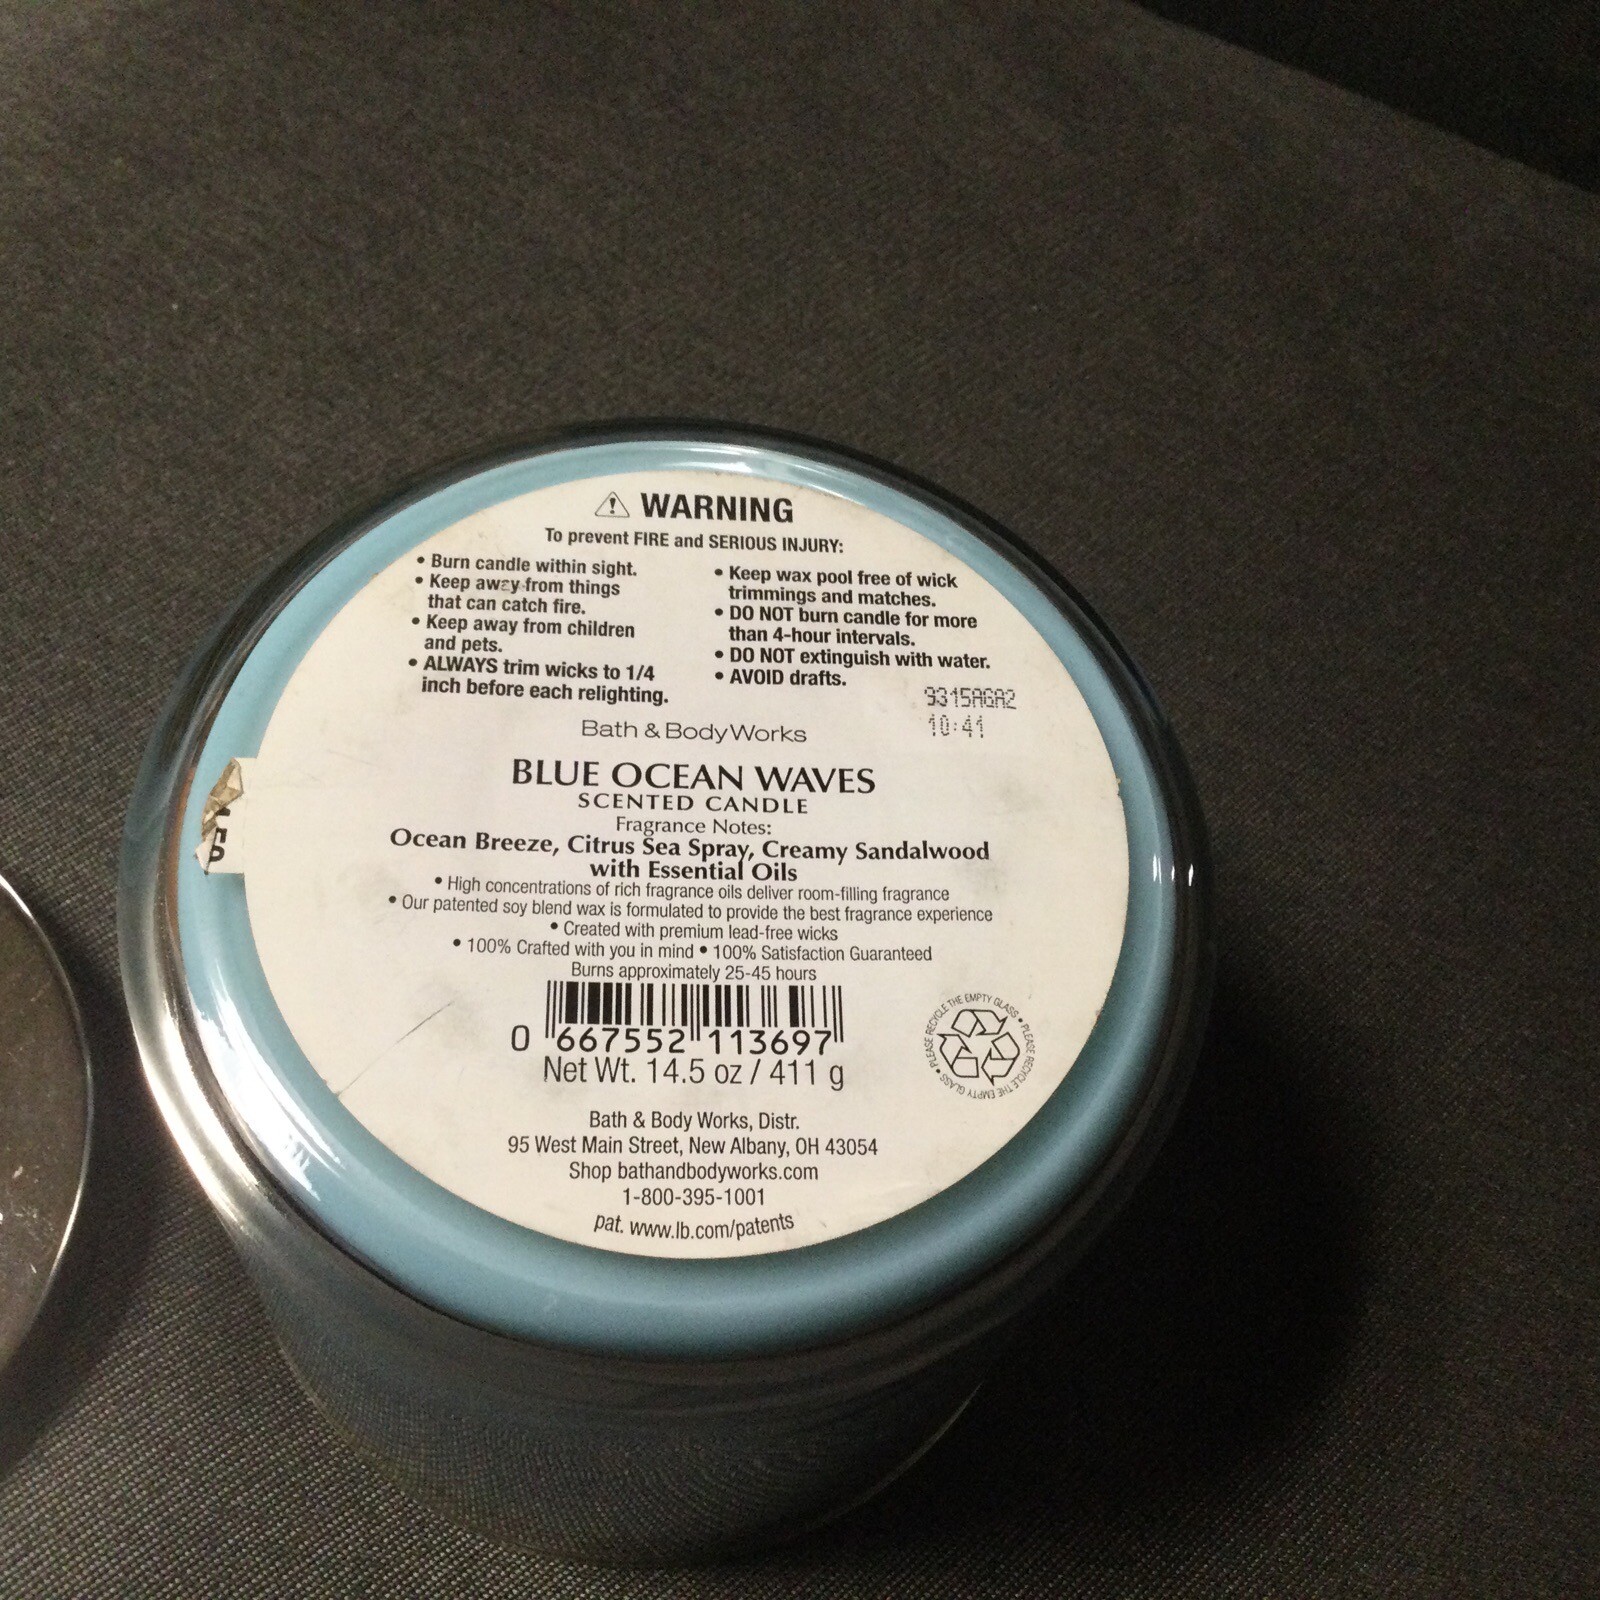 WARNING
To prevent FIRE and SERIOUS INJURY:
• Burn candle within sight.
• Keep away from things
that can catch fire.
• Keep away from children
and pets.
• ALWAYS trim wicks to 1/4
inch before each relighting.
• Keep wax pool free of wick
trimmings and matches.
• DO NOT burn candle for more
than 4-hour intervals.
• DO NOT extinguish with water.
• AVOID drafts.
9315AGA2
10:41
Bath & Body Works
BLUE OCEAN WAVES
SCENTED CANDLE
Fragrance Notes:
Ocean Breeze, Citrus Sea Spray, Creamy Sandalwood
with Essential Oils
• High concentrations of rich fragrance oils deliver room-filling fragrance
• Our patented soy blend wax is formulated to provide the best fragrance experience
• Created with premium lead-free wicks
• 100% Crafted with you in mind • 100% Satisfaction Guaranteed
Burns approximately 25-45 hours
0 667552 113697
Net Wt. 14.5 oz / 411 g
PLEASE RECYCLE THE EMPTY GLASS • PLEASE RECYCLE THE EMPTY GLASS •
Bath & Body Works, Distr.
95 West Main Street, New Albany, OH 43054
Shop bathandbodyworks.com
1-800-395-1001
pat. www.lb.com/patents